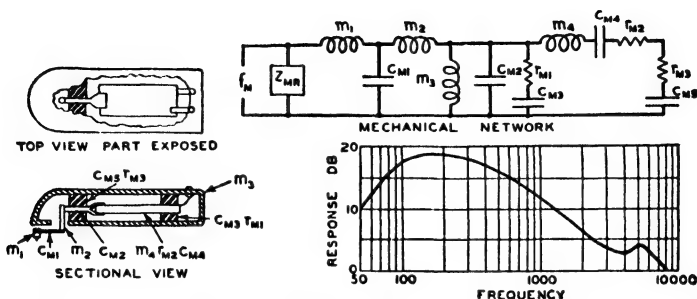 m₁ m₂ m₄ CM4 rM2
fM ZMR CM1 m₃ CM2 rM1 CM3 rM3 CM5
MECHANICAL NETWORK
TOP VIEW PART EXPOSED
CM5 rM3 m₃
CM3 rM1
m₁ CM1 m₂ CM2 m₄ rM2 CM4
SECTIONAL VIEW
RESPONSE DB
20
10
0
50 100 1000 10000
FREQUENCY